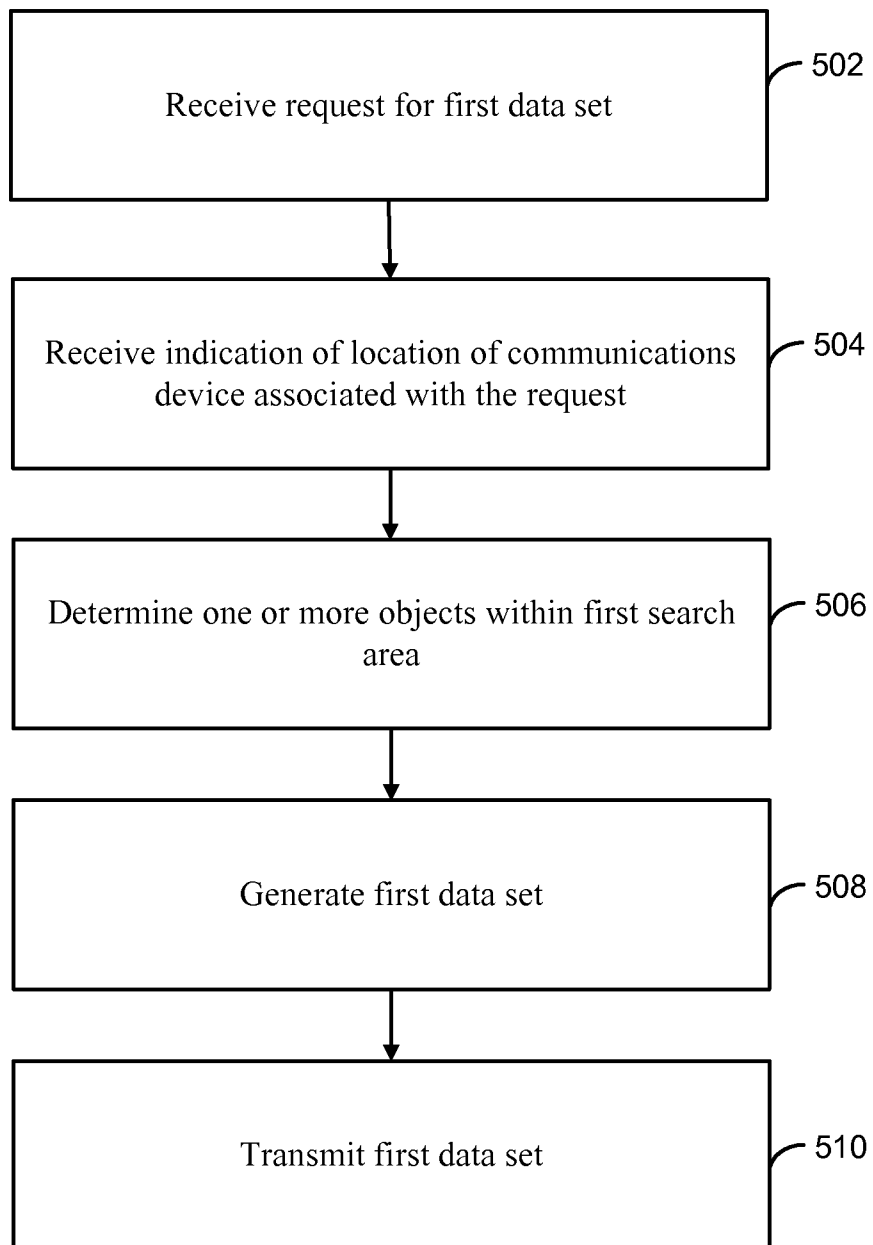 Receive request for first data set
502
Receive indication of location of communications
device associated with the request
504
Determine one or more objects within first search
area
506
Generate first data set
508
Transmit first data set
510